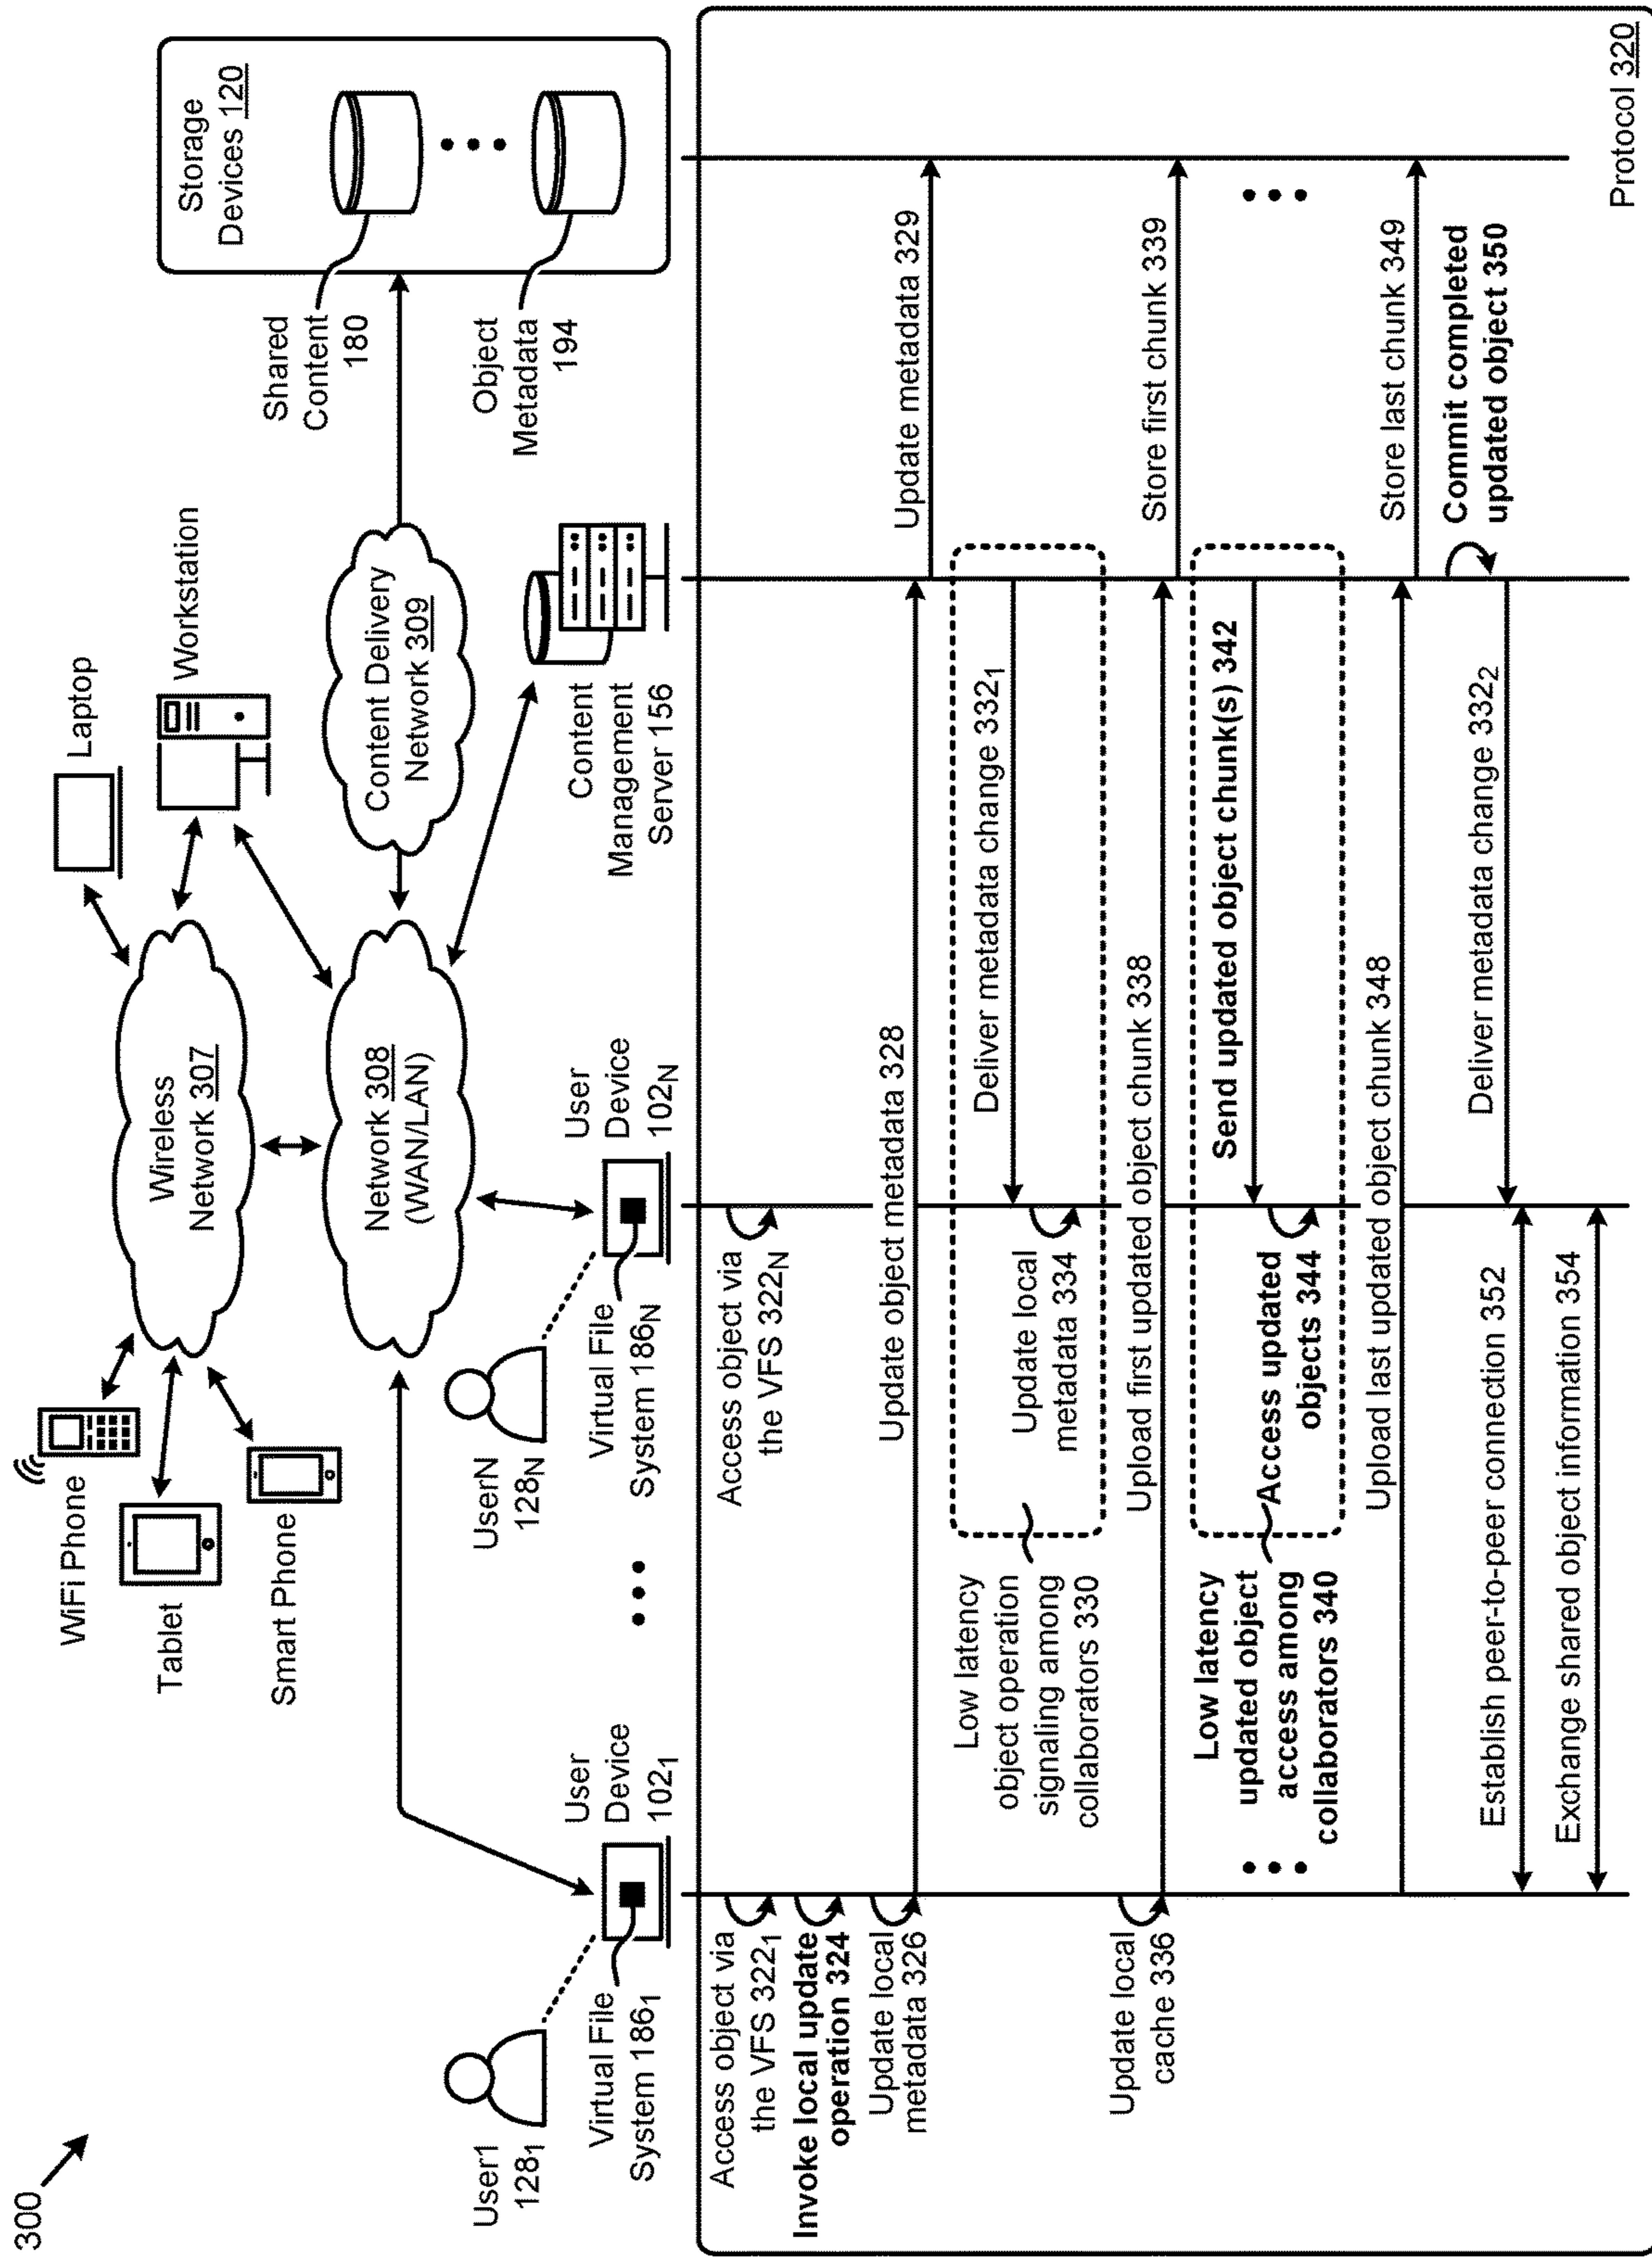 300
WiFi Phone
Tablet
Smart Phone
Wireless
Network 307
Laptop
Workstation
Network 308
(WAN/LAN)
Content Delivery
Network 309
Storage
Devices 120
Shared
Content
180
Object
Metadata
194
User1
128₁
Virtual File
System 186₁
User
Device
102₁
UserN
128N
Virtual File
System 186N
User
Device
102N
Content
Management
Server 156
Access object via
the VFS 322₁
Access object via
the VFS 322N
Invoke local update
operation 324
Update local
metadata 326
Update object metadata 328
Update metadata 329
Low latency
object operation
signaling among
collaborators 330
Deliver metadata change 332₁
Update local
metadata 334
Update local
cache 336
Upload first updated object chunk 338
Store first chunk 339
Low latency
updated object
access among
collaborators 340
Send updated object chunk(s) 342
Access updated
objects 344
Upload last updated object chunk 348
Store last chunk 349
Commit completed
updated object 350
Deliver metadata change 332₂
Establish peer-to-peer connection 352
Exchange shared object information 354
Protocol 320